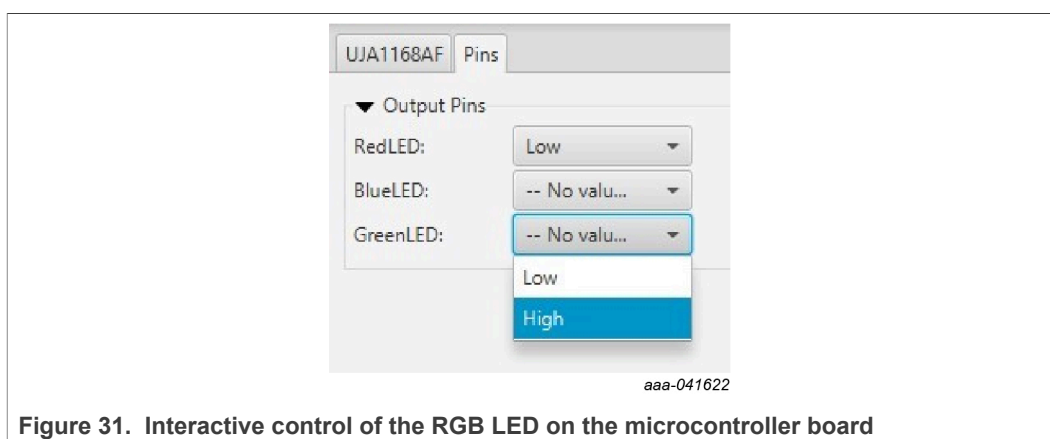 UJA1168AF Pins
Output Pins
RedLED: Low
BlueLED: -- No valu...
GreenLED: -- No valu...
Low
High
aaa-041622
Figure 31. Interactive control of the RGB LED on the microcontroller board